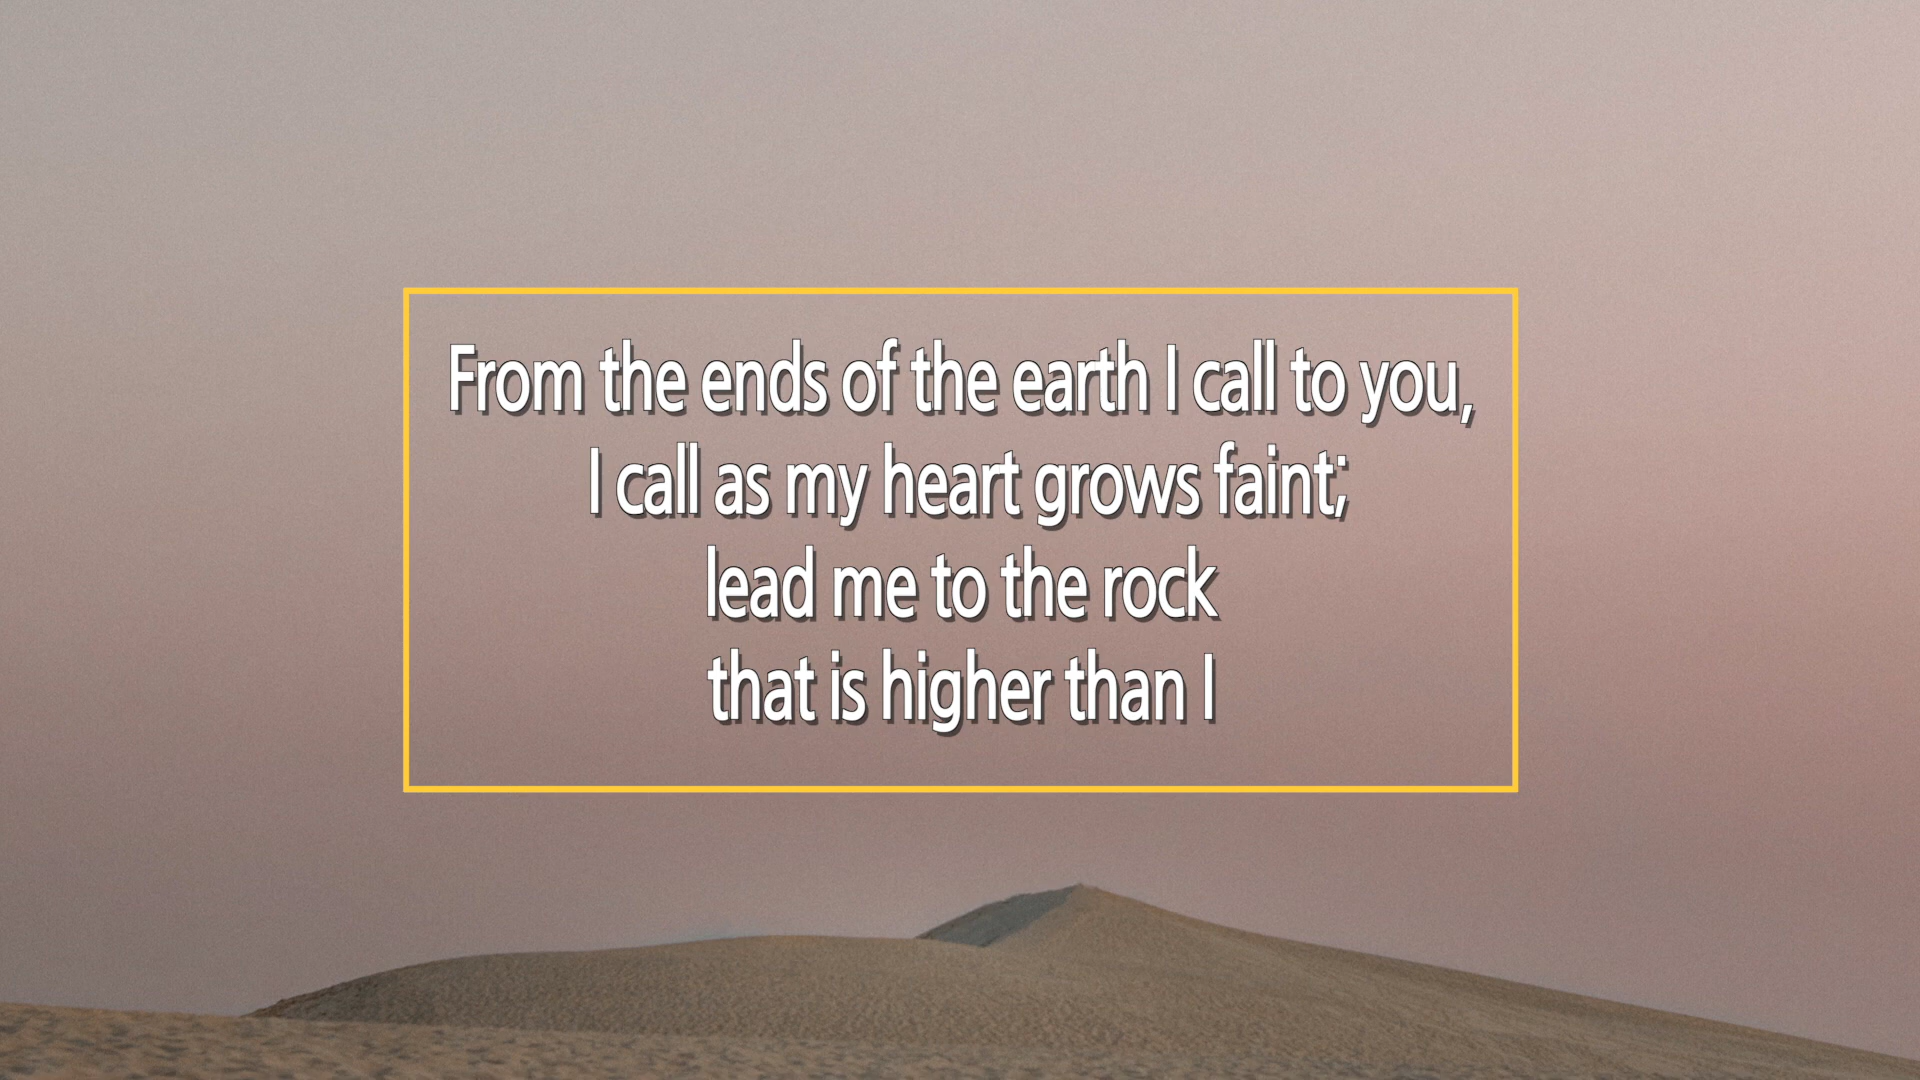 From the ends of the earth I call to you,
I call as my heart grows faint;
lead me to the rock
that is higher than I